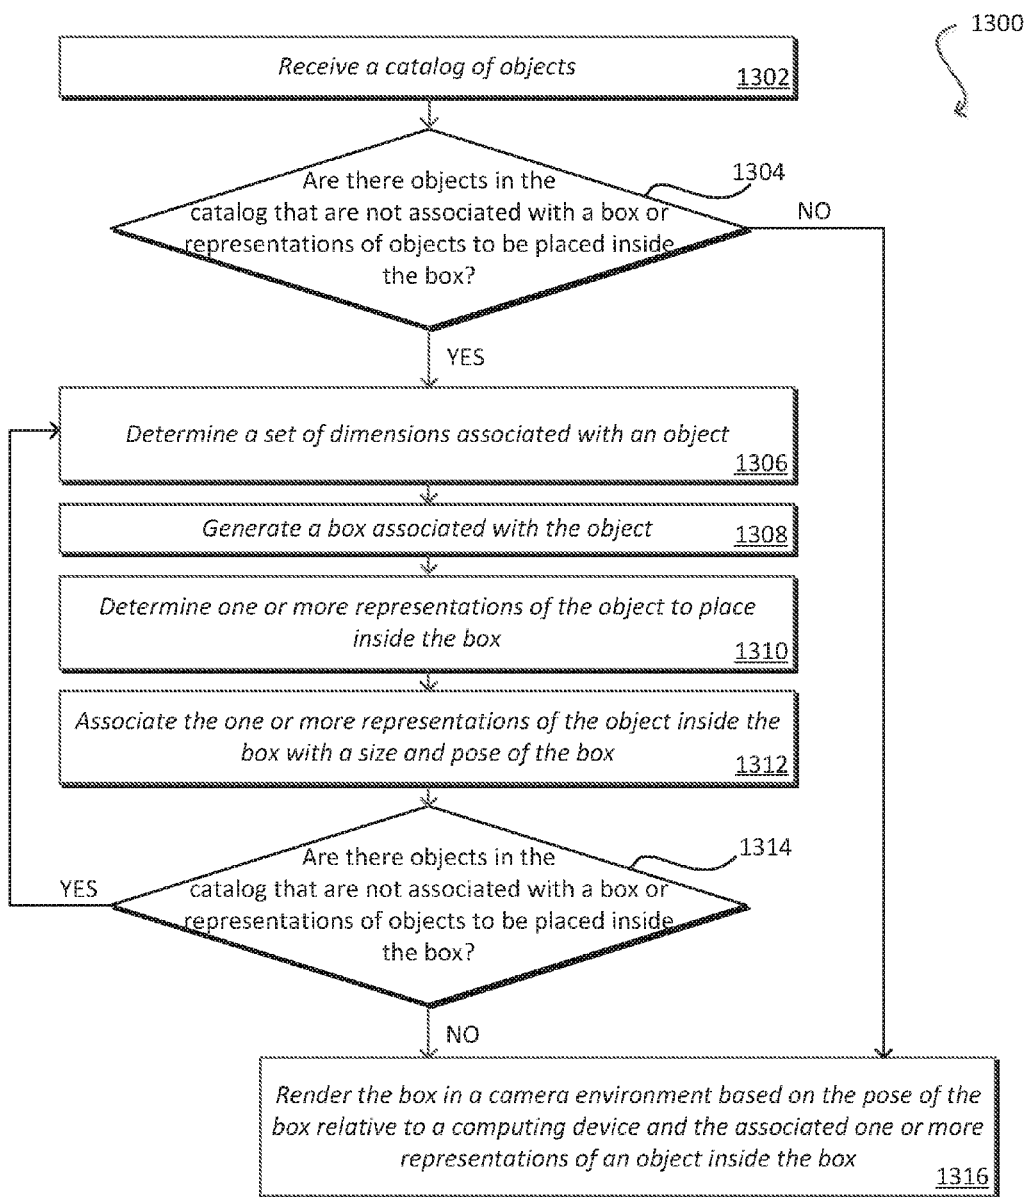 1300
Receive a catalog of objects
1302
Are there objects in the
catalog that are not associated with a box or
representations of objects to be placed inside
the box?
1304
NO
YES
Determine a set of dimensions associated with an object
1306
Generate a box associated with the object
1308
Determine one or more representations of the object to place
inside the box
1310
Associate the one or more representations of the object inside the
box with a size and pose of the box
1312
Are there objects in the
catalog that are not associated with a box or
representations of objects to be placed inside
the box?
1314
YES
NO
Render the box in a camera environment based on the pose of the
box relative to a computing device and the associated one or more
representations of an object inside the box
1316